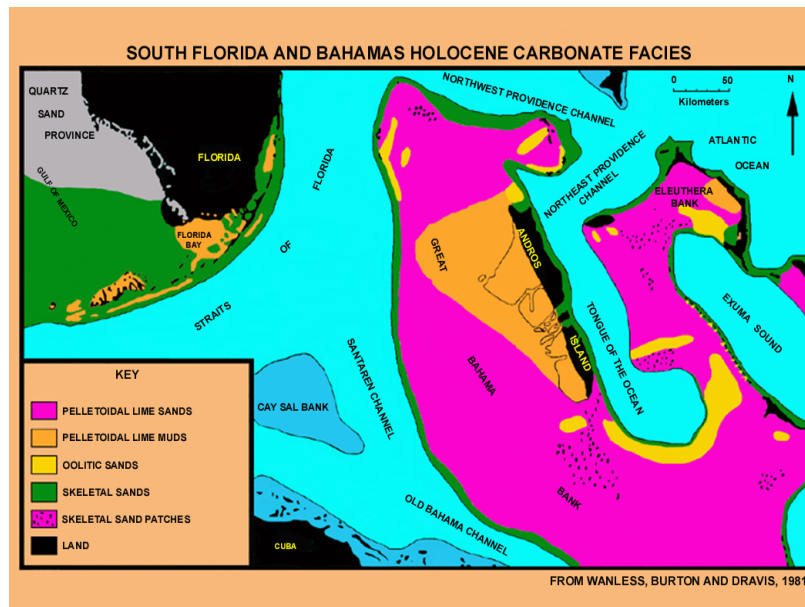 SOUTH FLORIDA AND BAHAMAS HOLOCENE CARBONATE FACIES
QUARTZ
SAND
PROVINCE
FLORIDA
GULF OF MEXICO
FLORIDA
BAY
STRAITS
OF
FLORIDA
NORTHWEST PROVIDENCE CHANNEL
0 50
Kilometers
N
ATLANTIC
OCEAN
NORTHEAST PROVIDENCE
CHANNEL
ELEUTHERA
BANK
GREAT
BAHAMA
BANK
ANDROS
ISLAND
TONGUE OF THE OCEAN
EXUMA SOUND
SANTAREN CHANNEL
CAY SAL BANK
OLD BAHAMA CHANNEL
CUBA
KEY
PELLETOIDAL LIME SANDS
PELLETOIDAL LIME MUDS
OOLITIC SANDS
SKELETAL SANDS
SKELETAL SAND PATCHES
LAND
FROM WANLESS, BURTON AND DRAVIS, 1981